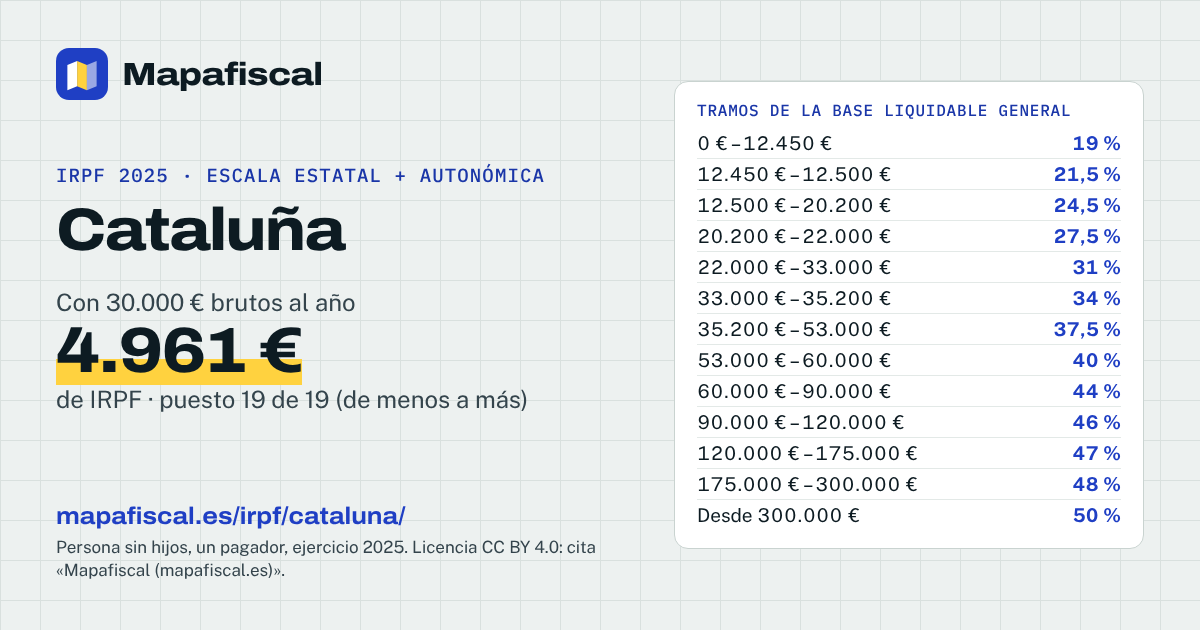 Mapafiscal
IRPF 2025 · ESCALA ESTATAL + AUTONÓMICA
Cataluña
Con 30.000 € brutos al año
4.961 €
de IRPF · puesto 19 de 19 (de menos a más)
mapafiscal.es/irpf/cataluna/
Persona sin hijos, un pagador, ejercicio 2025. Licencia CC BY 4.0: cita
«Mapafiscal (mapafiscal.es)».
TRAMOS DE LA BASE LIQUIDABLE GENERAL
0 €–12.450 € 19 %
12.450 €–12.500 € 21,5 %
12.500 €–20.200 € 24,5 %
20.200 €–22.000 € 27,5 %
22.000 €–33.000 € 31 %
33.000 €–35.200 € 34 %
35.200 €–53.000 € 37,5 %
53.000 €–60.000 € 40 %
60.000 €–90.000 € 44 %
90.000 €–120.000 € 46 %
120.000 €–175.000 € 47 %
175.000 €–300.000 € 48 %
Desde 300.000 € 50 %